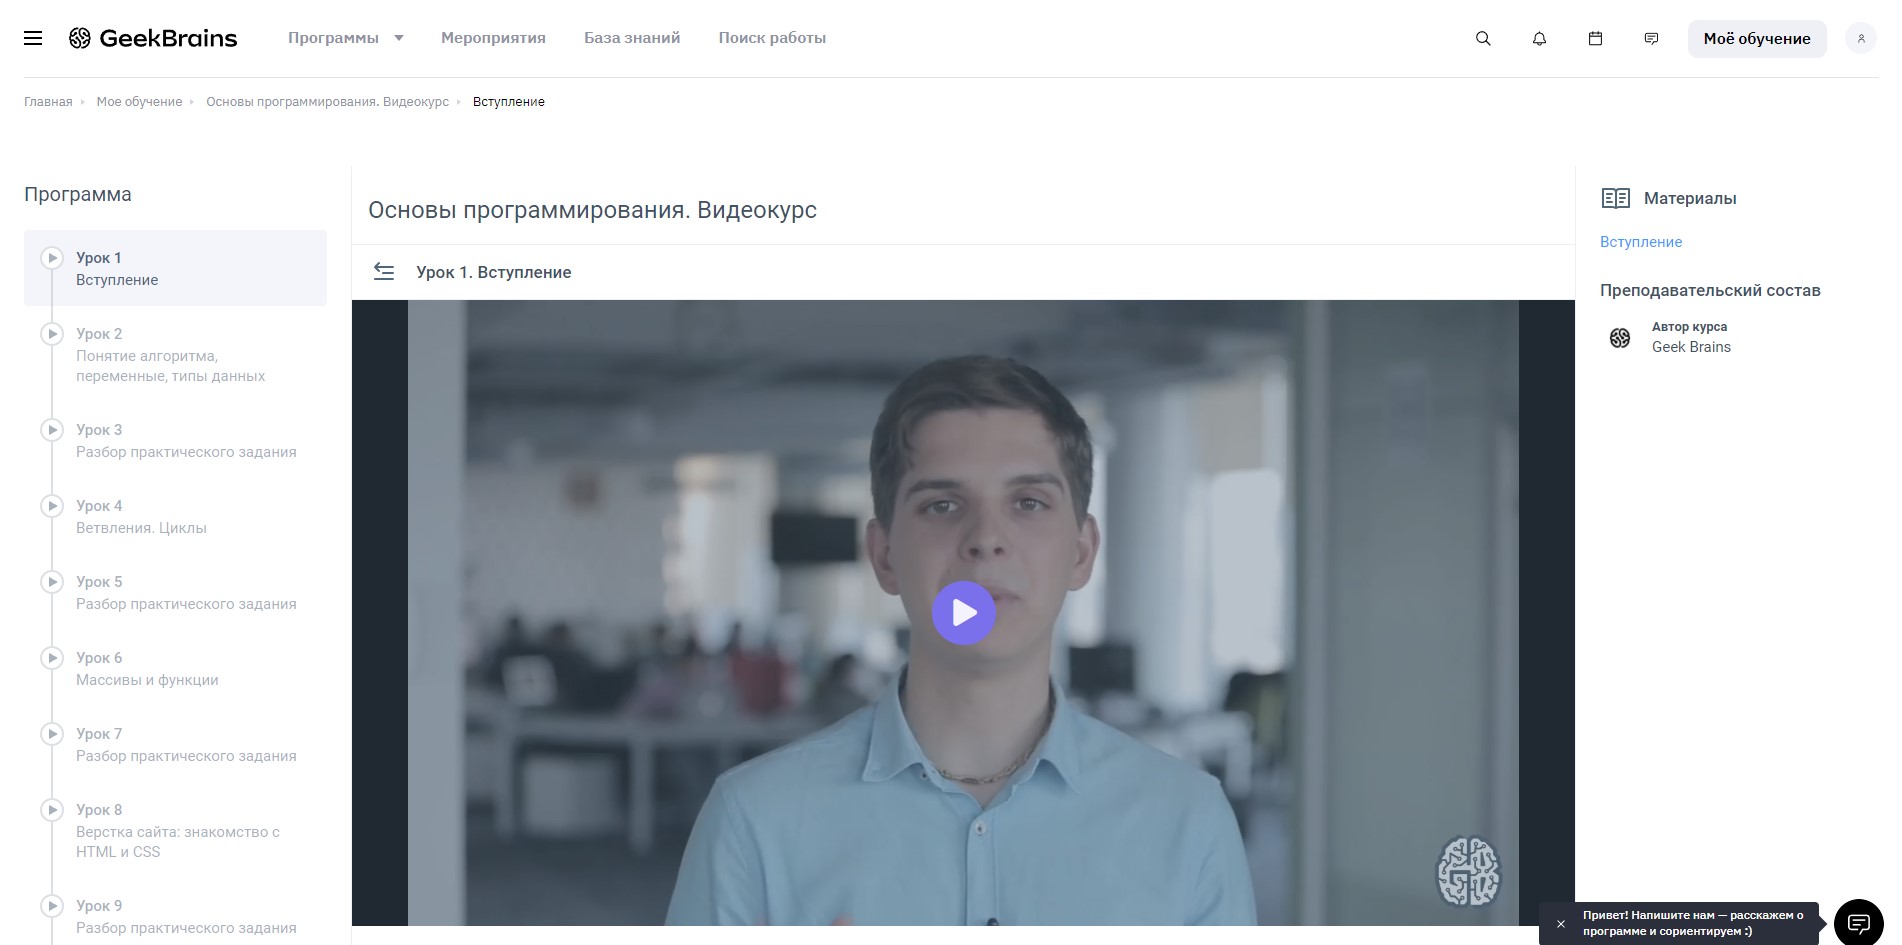 GeekBrains
Программы
Мероприятия
База знаний
Поиск работы
Моё обучение
Главная
Мое обучение
Основы программирования. Видеокурс
Вступление
Программа
Урок 1
Вступление
Урок 2
Понятие алгоритма,
переменные, типы данных
Урок 3
Разбор практического задания
Урок 4
Ветвления. Циклы
Урок 5
Разбор практического задания
Урок 6
Массивы и функции
Урок 7
Разбор практического задания
Урок 8
Верстка сайта: знакомство с
HTML и CSS
Урок 9
Разбор практического задания
Основы программирования. Видеокурс
Урок 1. Вступление
Материалы
Вступление
Преподавательский состав
Автор курса
Geek Brains
Привет! Напишите нам — расскажем о
программе и сориентируем :)